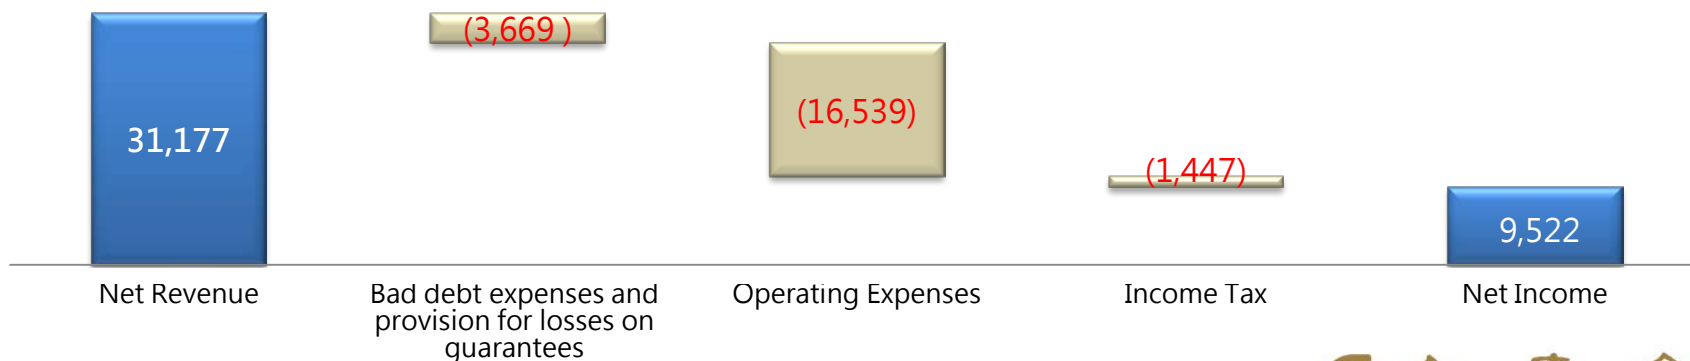 (3,669 )
(16,539)
31,177
(1,447)
9,522
Net Revenue
Bad debt expenses and
provision for losses on
guarantees
Operating Expenses
Income Tax
Net Income